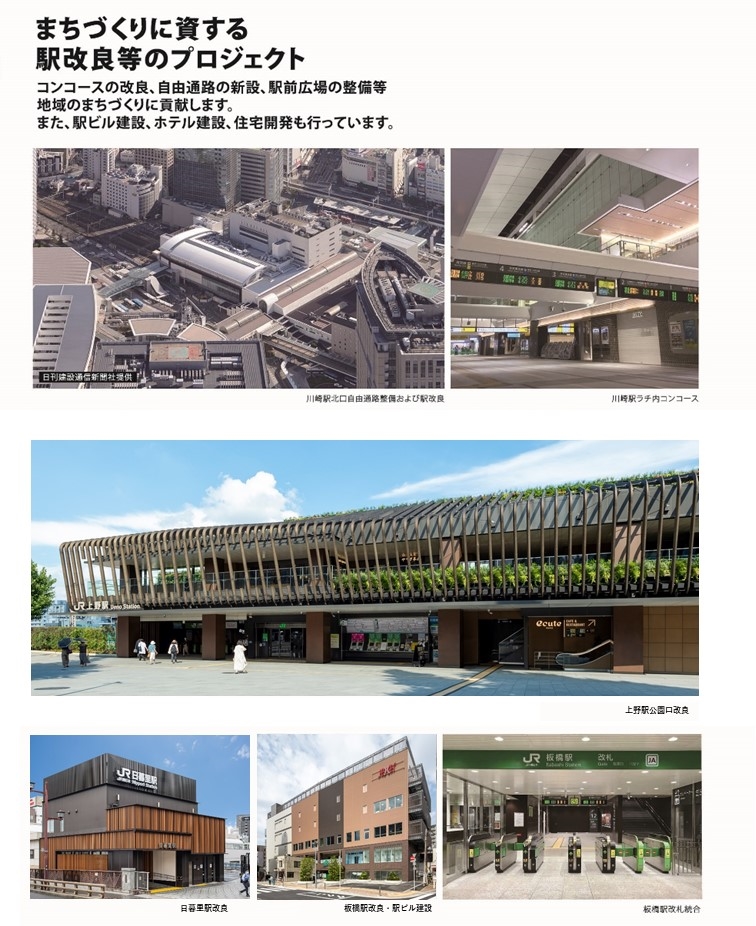 まちづくりに資する
駅改良等のプロジェクト
コンコースの改良、自由通路の新設、駅前広場の整備等
地域のまちづくりに貢献します。
また、駅ビル建設、ホテル建設、住宅開発も行っています。
日刊建設通信新聞社提供
川崎駅北口自由通路整備および駅改良
川崎駅ラチ内コンコース
JR 上野駅 Ueno Station
ecute
上野駅公園口改良
JR 日暮里駅
Nippori Station
JR 板橋駅 改札
Itabashi Station
JA
日暮里駅改良
板橋駅改良・駅ビル建設
板橋駅改札統合